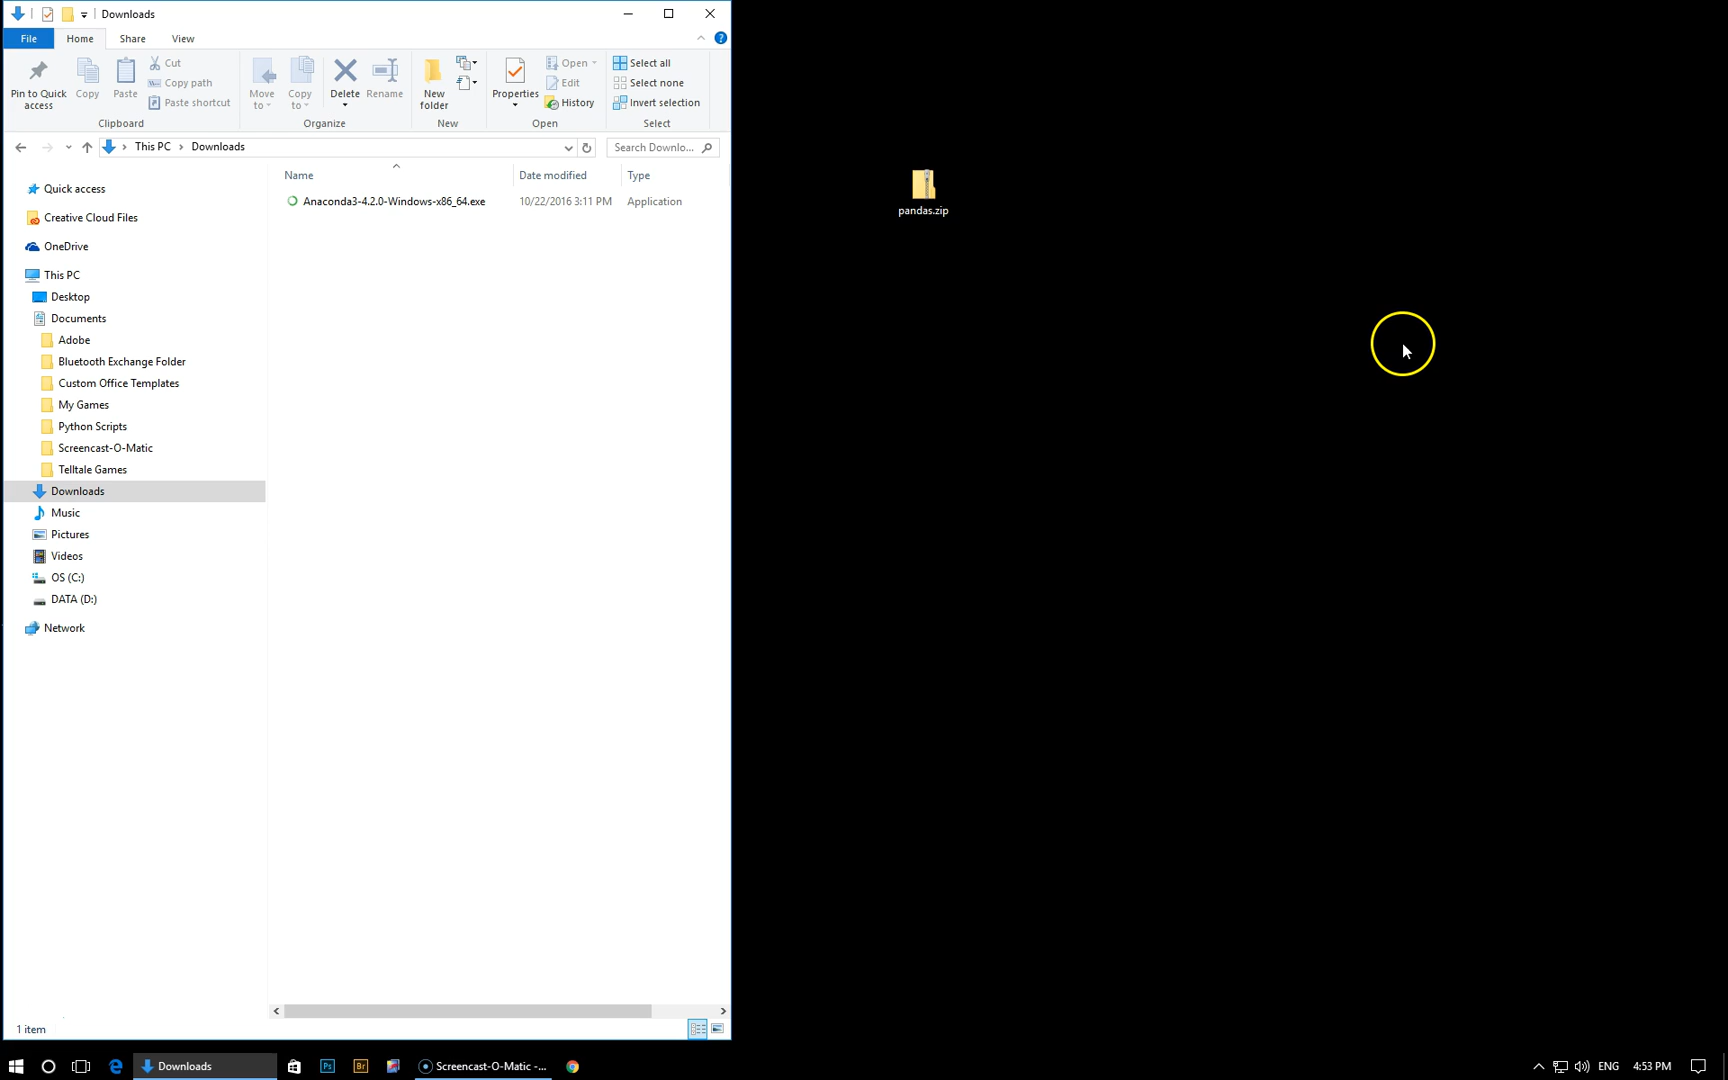 Downloads
File Home Share View
Pin to Quick access
Copy
Paste
Cut
Copy path
Paste shortcut
Clipboard
Move to
Copy to
Delete
Rename
Organize
New folder
New
Properties
Open
Edit
History
Open
Select all
Select none
Invert selection
Select
This PC > Downloads
Search Downlo...
Name Date modified Type
Anaconda3-4.2.0-Windows-x86_64.exe 10/22/2016 3:11 PM Application
Quick access
Creative Cloud Files
OneDrive
This PC
Desktop
Documents
Adobe
Bluetooth Exchange Folder
Custom Office Templates
My Games
Python Scripts
Screencast-O-Matic
Telltale Games
Downloads
Music
Pictures
Videos
OS (C:)
DATA (D:)
Network
1 item
pandas.zip
Downloads
Ps
Br
Screencast-O-Matic -...
ENG
4:53 PM